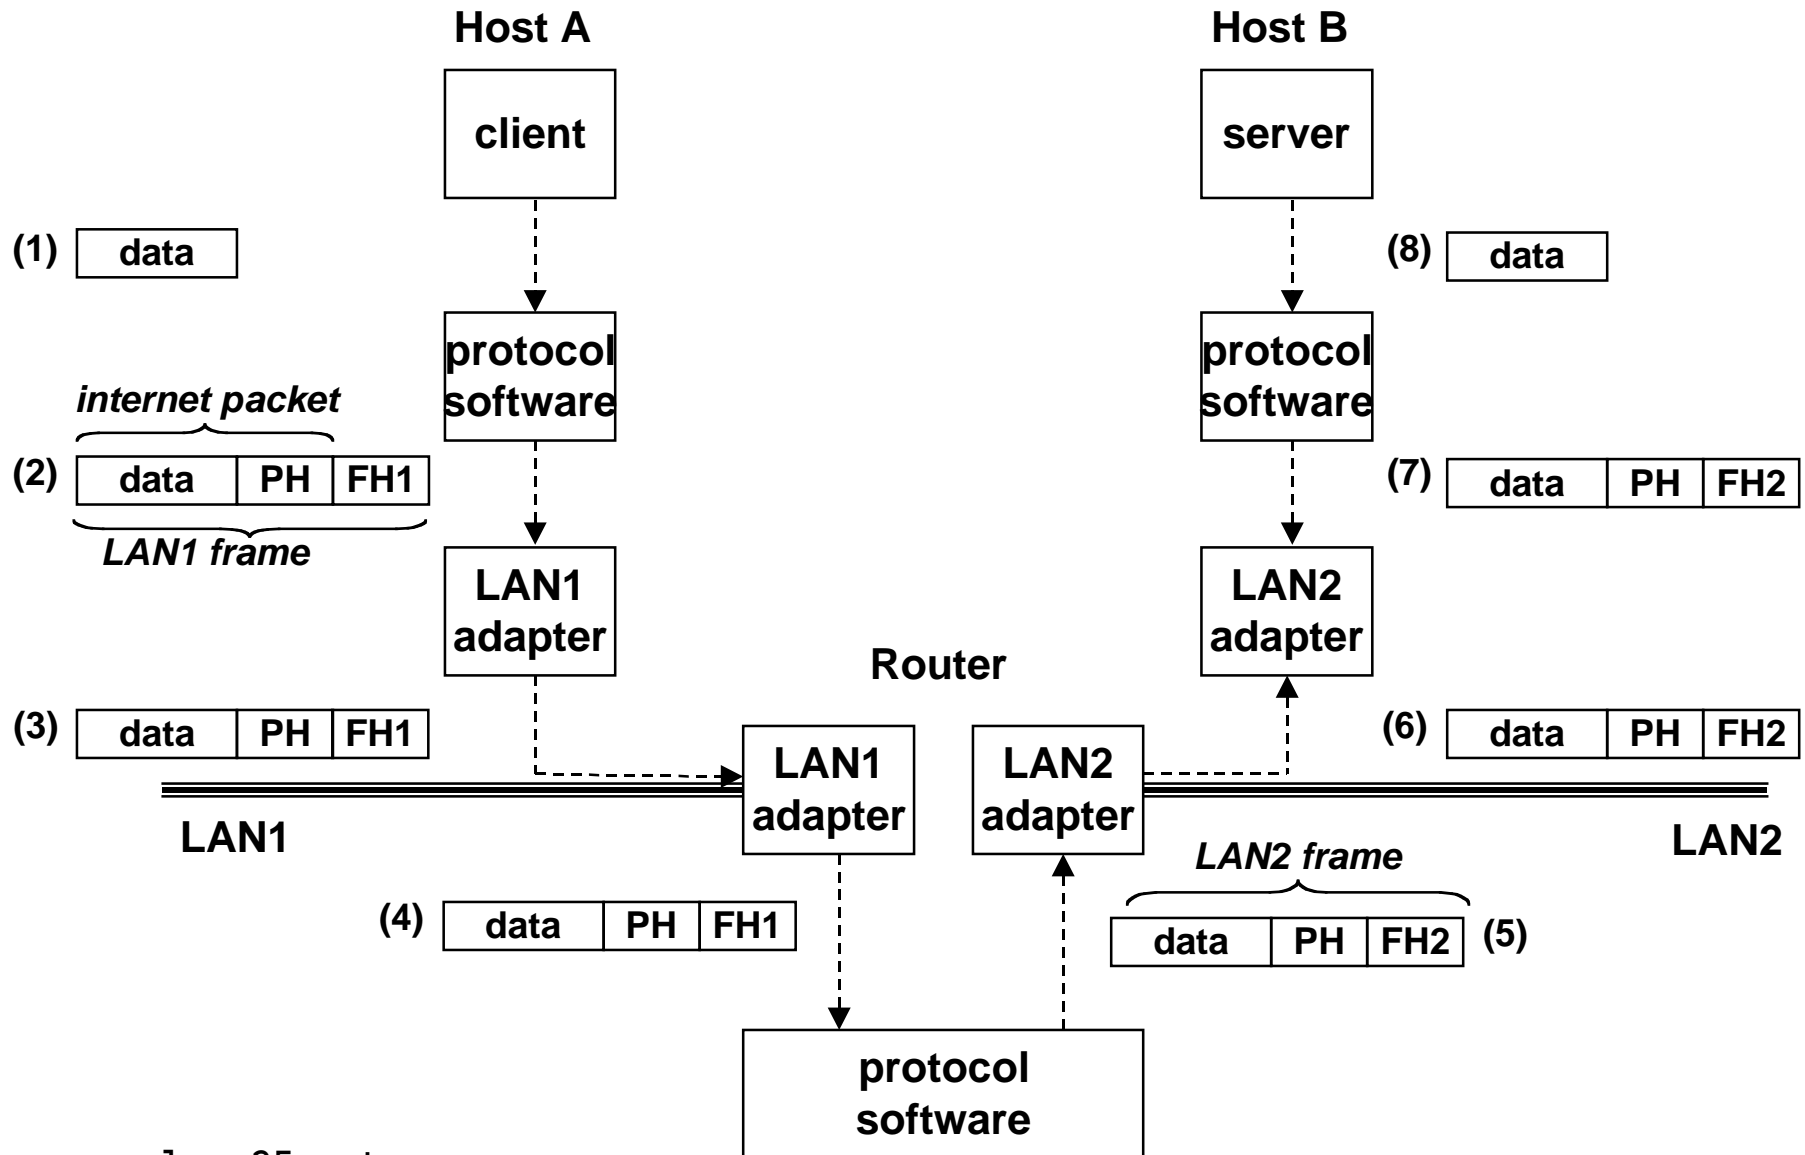 Host A
Host B
client
server
(1) data
(8) data
protocol
software
protocol
software
internet packet
(2) data PH FH1
LAN1 frame
(7) data PH FH2
LAN1
adapter
LAN2
adapter
Router
(3) data PH FH1
(6) data PH FH2
LAN1
adapter
LAN2
adapter
LAN1
LAN2
LAN2 frame
(4) data PH FH1
data PH FH2 (5)
protocol
software